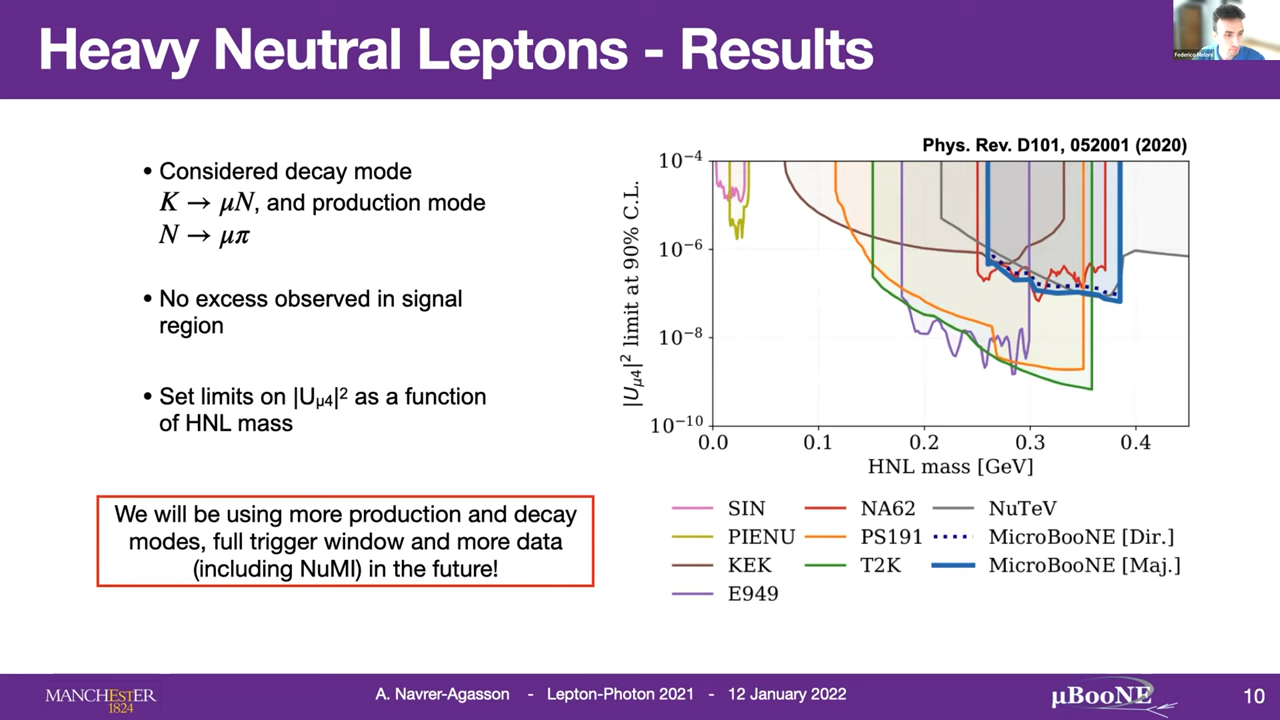 Heavy Neutral Leptons - Results
Federico Meloni
• Considered decay mode
K → μN, and production mode
N → μπ
• No excess observed in signal
region
• Set limits on |Uμ4|² as a function
of HNL mass
We will be using more production and decay
modes, full trigger window and more data
(including NuMI) in the future!
Phys. Rev. D101, 052001 (2020)
|Uμ4|² limit at 90% C.L.
10⁻⁴
10⁻⁶
10⁻⁸
10⁻¹⁰
0.0 0.1 0.2 0.3 0.4
HNL mass [GeV]
SIN NA62 NuTeV
PIENU PS191 MicroBooNE [Dir.]
KEK T2K MicroBooNE [Maj.]
E949
MANCHESTER
1824
A. Navrer-Agasson - Lepton-Photon 2021 - 12 January 2022
μBooNE
10